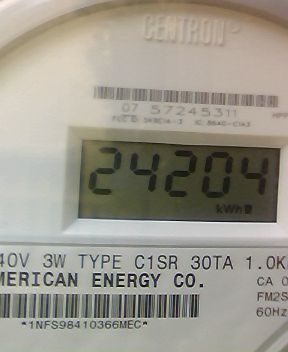 CENTRON®
07 57245311
24204
kWh
40V 3W TYPE C1SR 30TA 1.0K
MERICAN ENERGY CO.
CA 0
FM2S
60Hz
*1NFS98410366MEC*